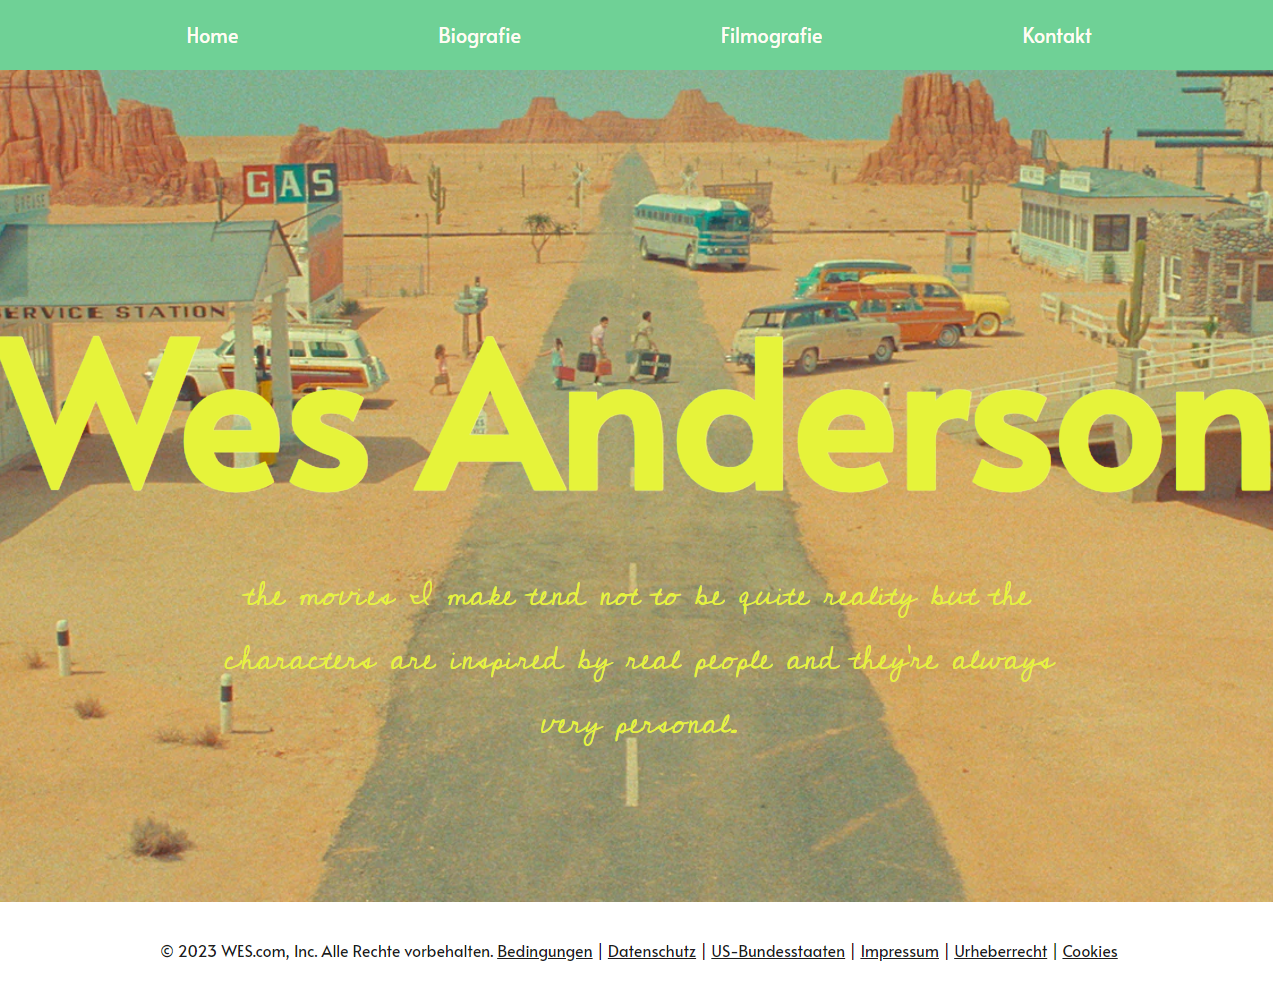 Home Biografie Filmografie Kontakt
GAS
SERVICE STATION
Wes Anderson
the movies I make tend not to be quite reality but the
characters are inspired by real people and they're always
very personal.
© 2023 WES.com, Inc. Alle Rechte vorbehalten. Bedingungen | Datenschutz | US-Bundesstaaten | Impressum | Urheberrecht | Cookies